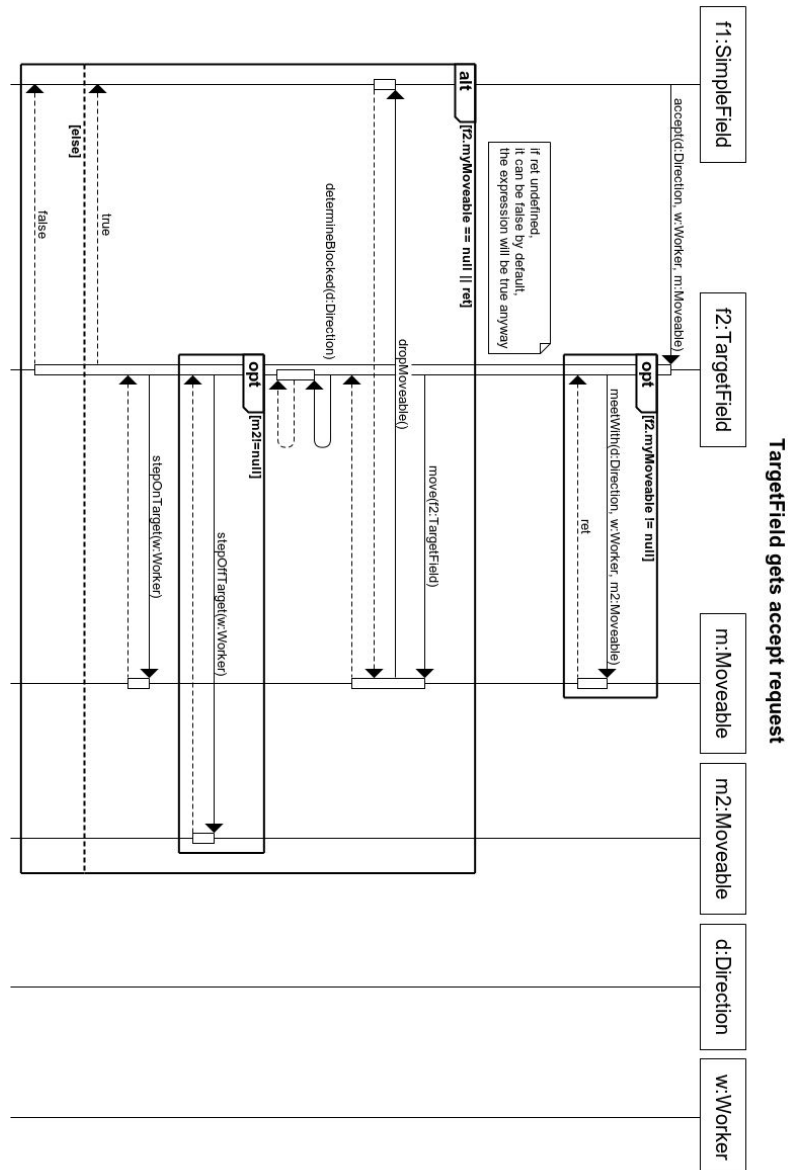 TargetField gets accept request
f1:SimpleField
f2:TargetField
m:Moveable
m2:Moveable
d:Direction
w:Worker
accept(d:Direction, w:Worker, m:Moveable)
opt
[f2.myMoveable != null]
meetWith(d:Direction, w:Worker, m2:Moveable)
ret
if ret undefined,
it can be false by default,
the expression will be true anyway
alt
[f2.myMoveable == null || ret]
move(f2:TargetField)
dropMoveable()
determineBlocked(d:Direction)
opt
[m2!=null]
stepOffTarget(w:Worker)
stepOnTarget(w:Worker)
true
[else]
false